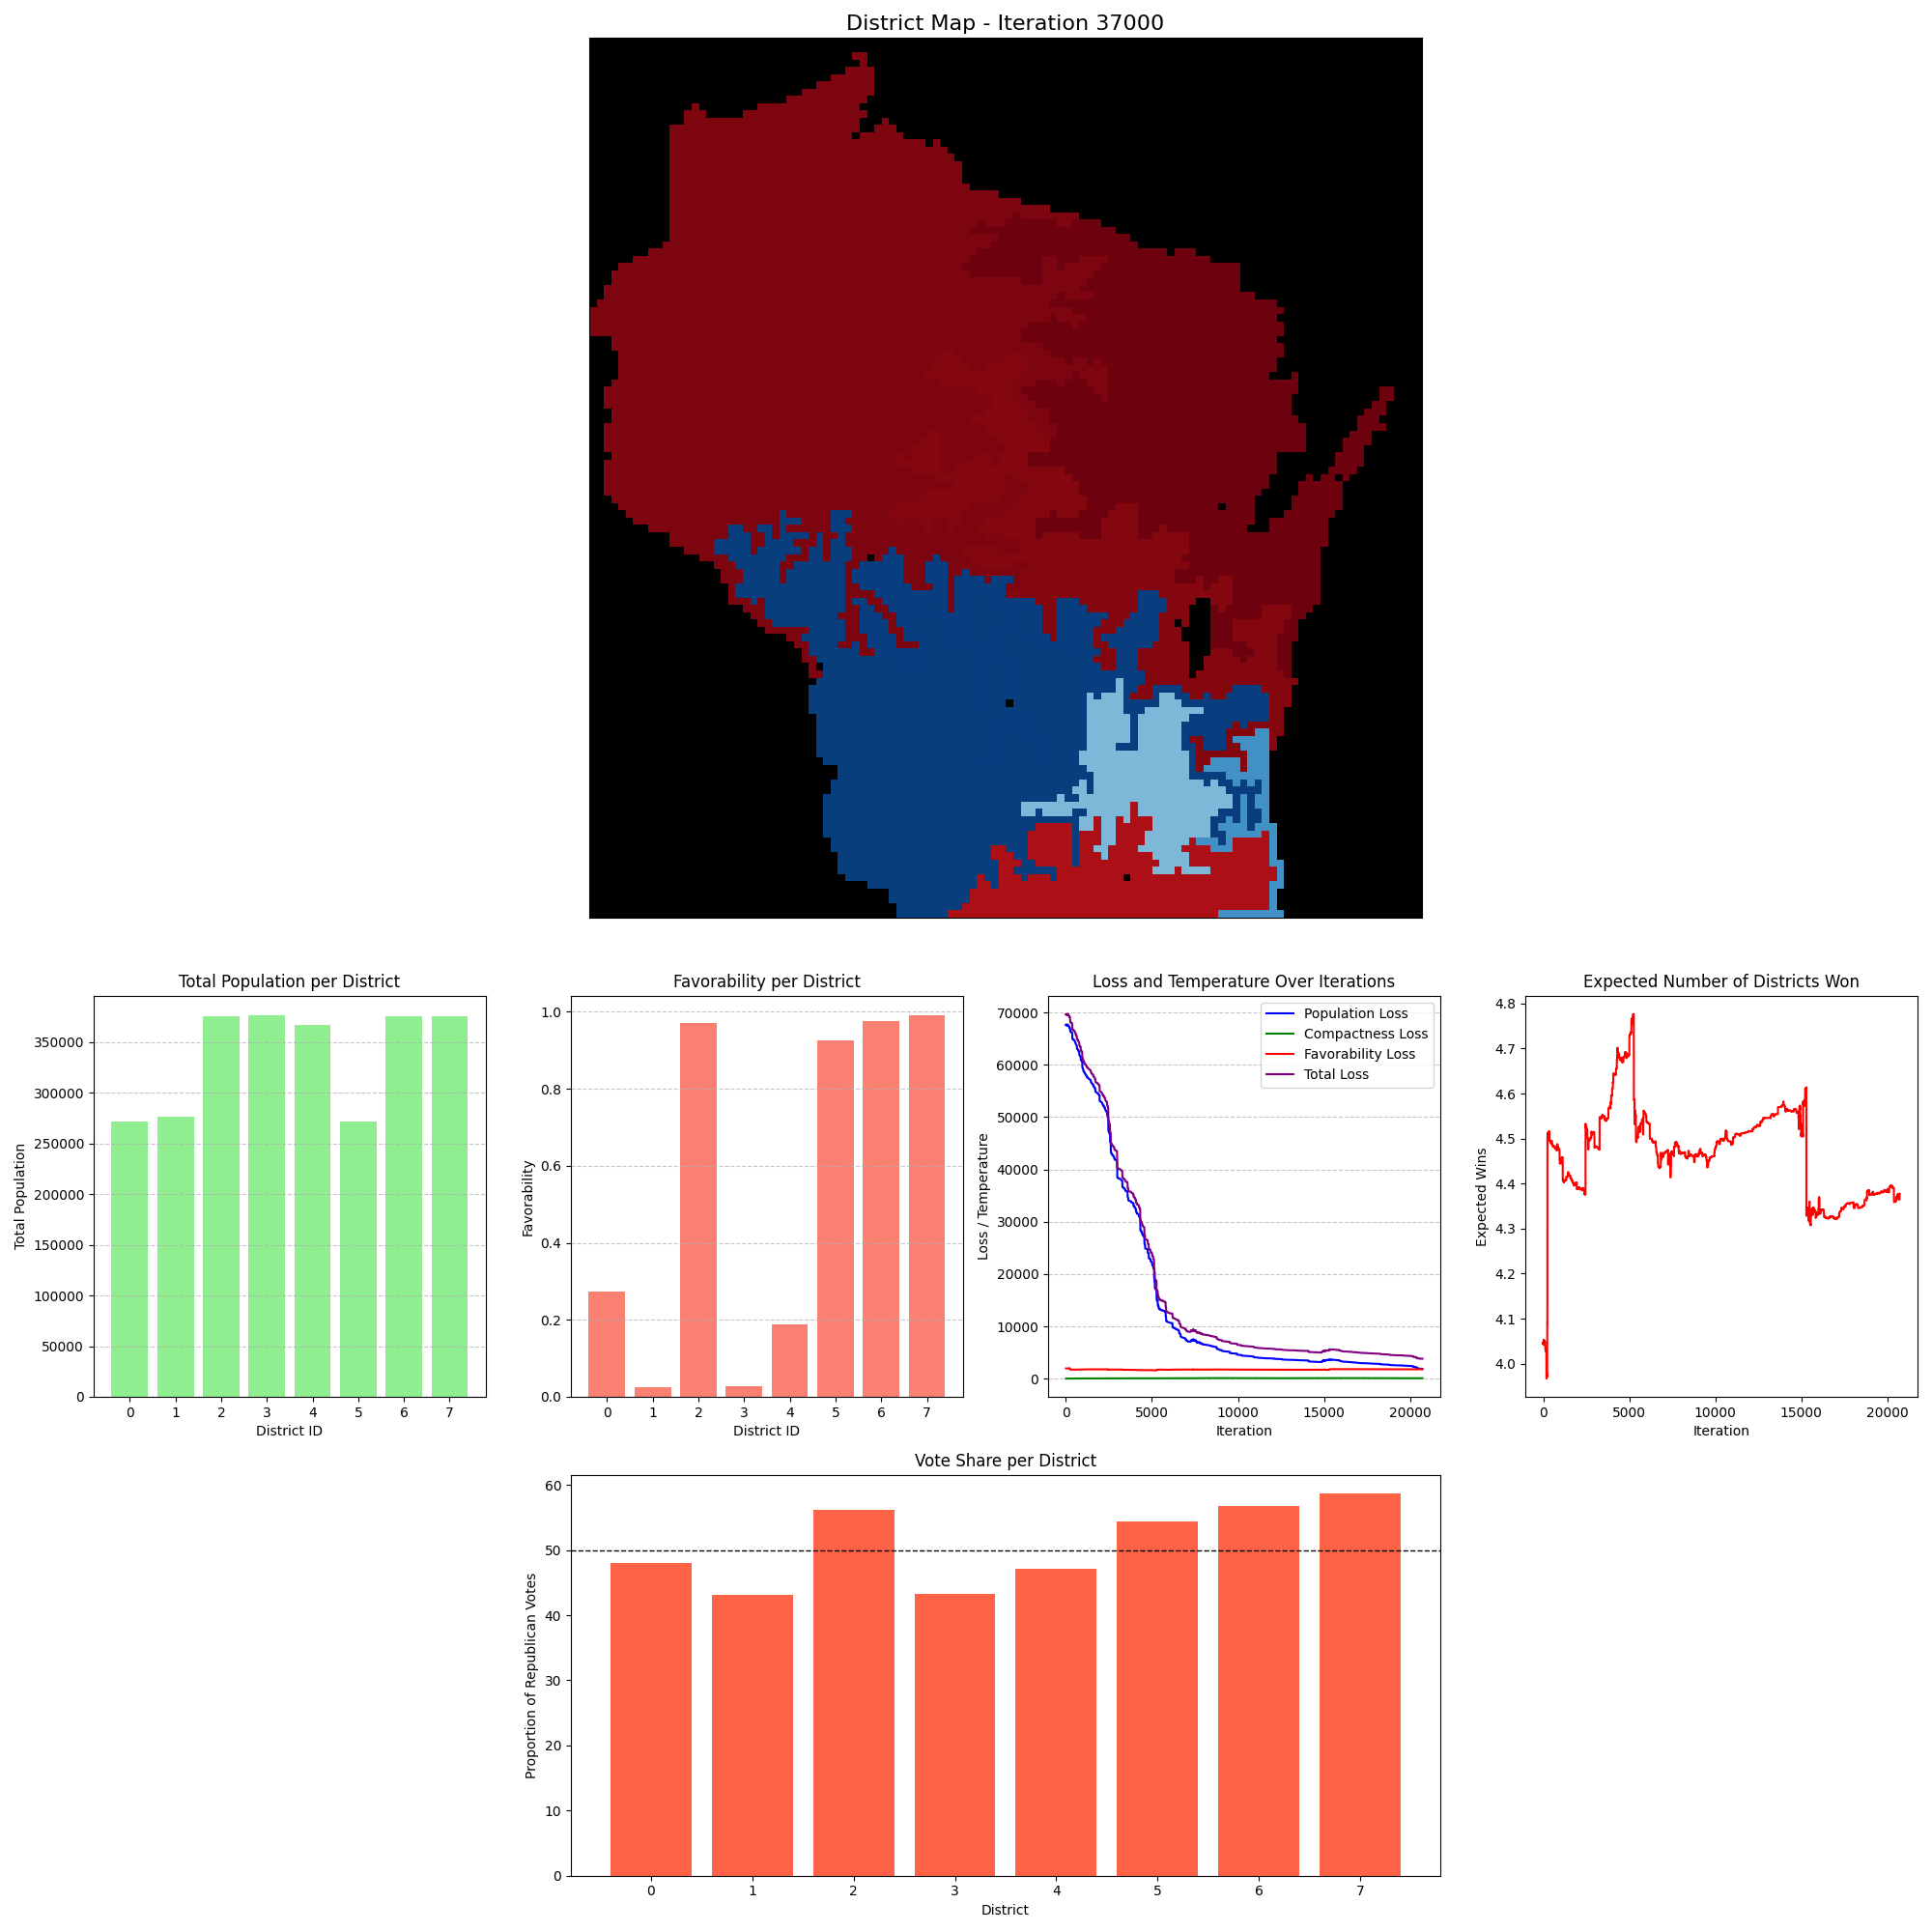 District Map - Iteration 37000
Total Population per District
Total Population
350000
300000
250000
200000
150000
100000
50000
0
0 1 2 3 4 5 6 7
District ID
Favorability per District
Favorability
1.0
0.8
0.6
0.4
0.2
0.0
0 1 2 3 4 5 6 7
District ID
Loss and Temperature Over Iterations
Loss / Temperature
70000
60000
50000
40000
30000
20000
10000
0
Population Loss
Compactness Loss
Favorability Loss
Total Loss
0 5000 10000 15000 20000
Iteration
Expected Number of Districts Won
Expected Wins
4.8
4.7
4.6
4.5
4.4
4.3
4.2
4.1
4.0
0 5000 10000 15000 20000
Iteration
Vote Share per District
Proportion of Republican Votes
60
50
40
30
20
10
0
0 1 2 3 4 5 6 7
District